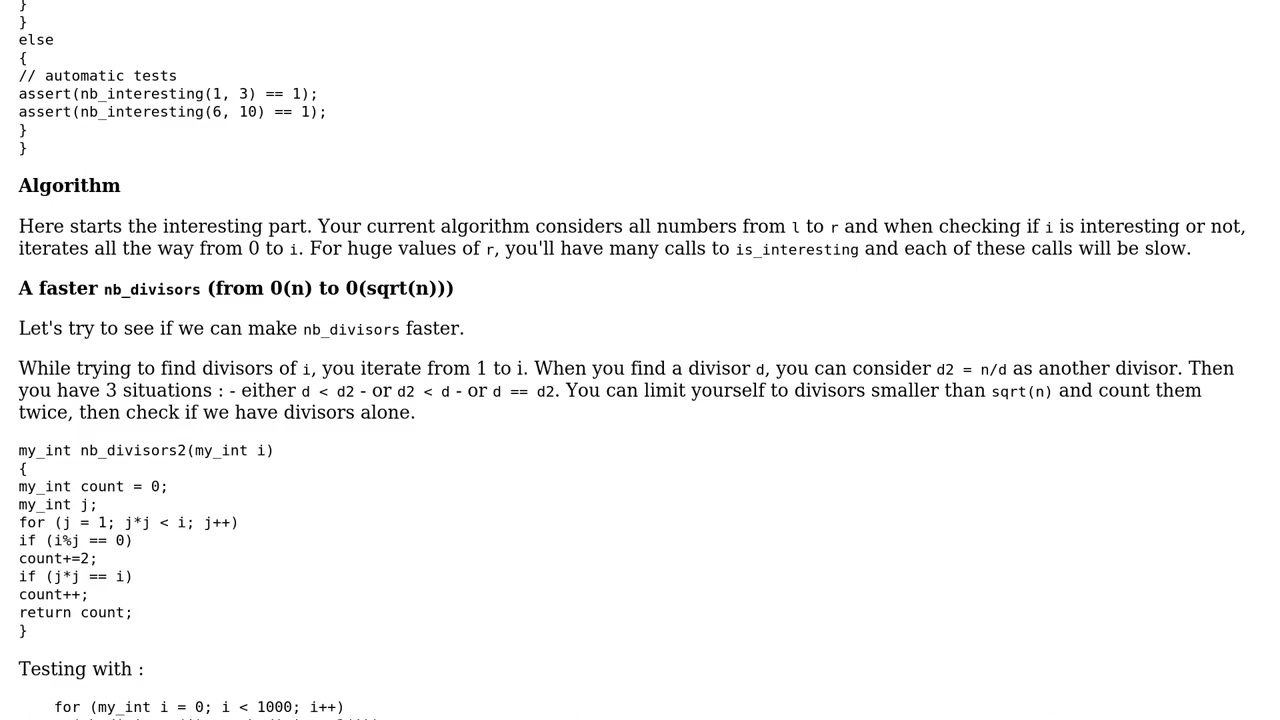 }
}
else
{
// automatic tests
assert(nb_interesting(1, 3) == 1);
assert(nb_interesting(6, 10) == 1);
}
}
Algorithm
Here starts the interesting part. Your current algorithm considers all numbers from l to r and when checking if i is interesting or not,
iterates all the way from 0 to i. For huge values of r, you'll have many calls to is_interesting and each of these calls will be slow.
A faster nb_divisors (from 0(n) to 0(sqrt(n)))
Let's try to see if we can make nb_divisors faster.
While trying to find divisors of i, you iterate from 1 to i. When you find a divisor d, you can consider d2 = n/d as another divisor. Then
you have 3 situations : - either d < d2 - or d2 < d - or d == d2. You can limit yourself to divisors smaller than sqrt(n) and count them
twice, then check if we have divisors alone.
my_int nb_divisors2(my_int i)
{
my_int count = 0;
my_int j;
for (j = 1; j*j < i; j++)
if (i%j == 0)
count+=2;
if (j*j == i)
count++;
return count;
}
Testing with :
for (my_int i = 0; i < 1000; i++)